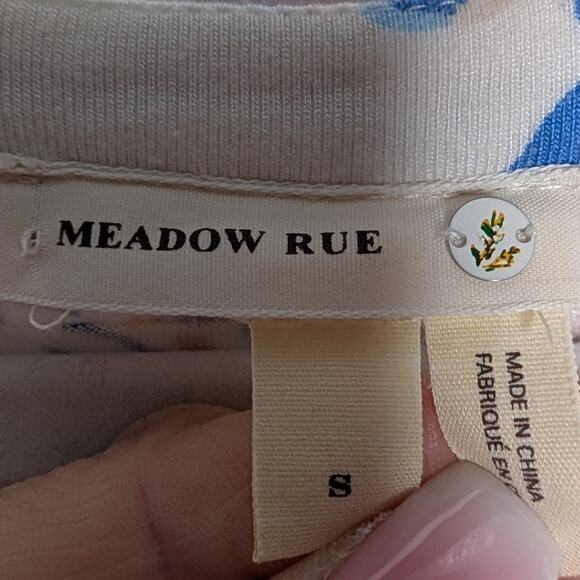 MEADOW RUE
S
MADE IN CHINA
FABRIQUÉ EN